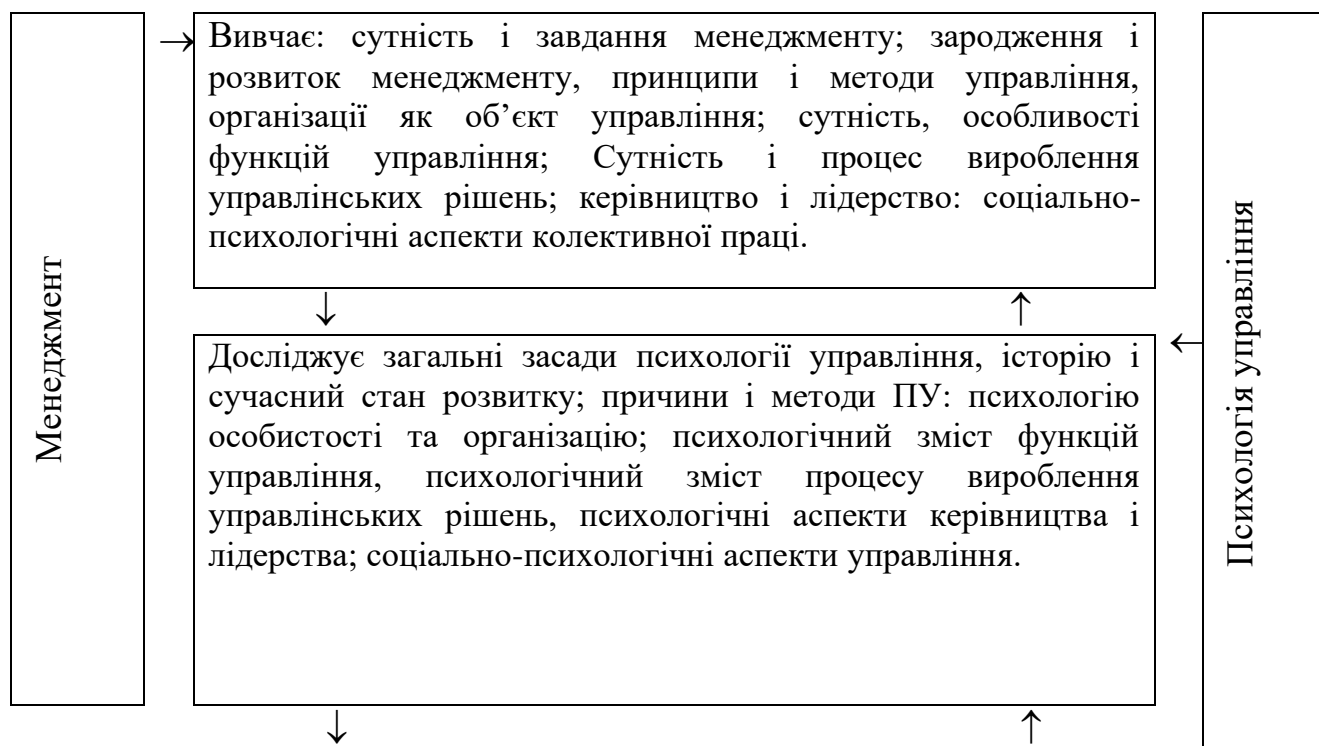 Менеджмент
Вивчає: сутність і завдання менеджменту; зародження і
розвиток менеджменту, принципи і методи управління,
організації як об’єкт управління; сутність, особливості
функцій управління; Сутність і процес вироблення
управлінських рішень; керівництво і лідерство: соціально-
психологічні аспекти колективної праці.
Досліджує загальні засади психології управління, історію і
сучасний стан розвитку; причини і методи ПУ: психологію
особистості та організацію; психологічний зміст функцій
управління, психологічний зміст процесу вироблення
управлінських рішень, психологічні аспекти керівництва і
лідерства; соціально-психологічні аспекти управління.
Психологія управління